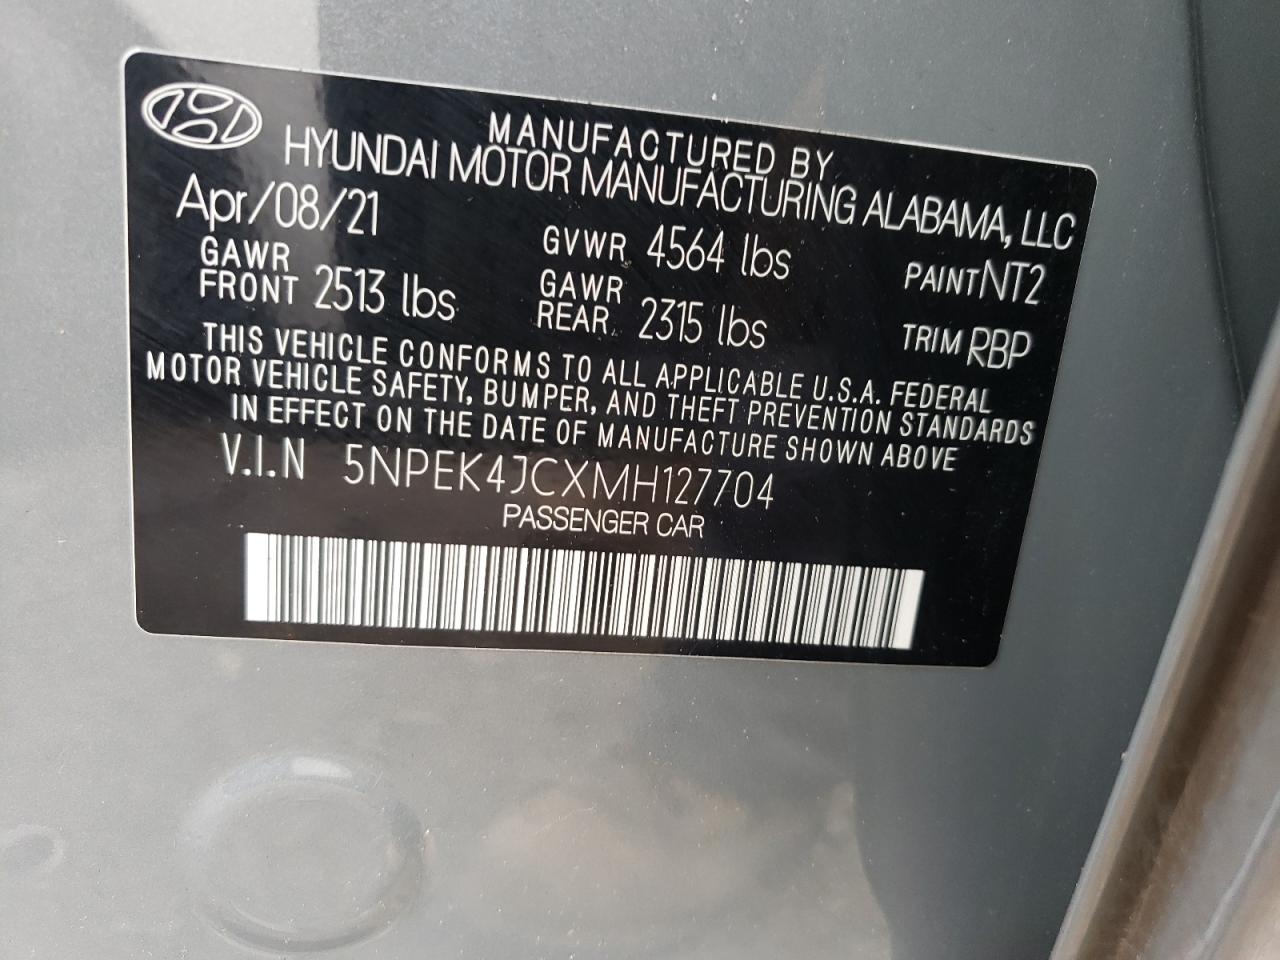 MANUFACTURED BY
HYUNDAI MOTOR MANUFACTURING ALABAMA, LLC
Apr/08/21
GVWR 4564 lbs
PAINT NT2
GAWR
FRONT 2513 lbs
GAWR
REAR 2315 lbs
TRIM RBP
THIS VEHICLE CONFORMS TO ALL APPLICABLE U.S.A. FEDERAL
MOTOR VEHICLE SAFETY, BUMPER, AND THEFT PREVENTION STANDARDS
IN EFFECT ON THE DATE OF MANUFACTURE SHOWN ABOVE
V.I.N 5NPEK4JCXMH127704
PASSENGER CAR